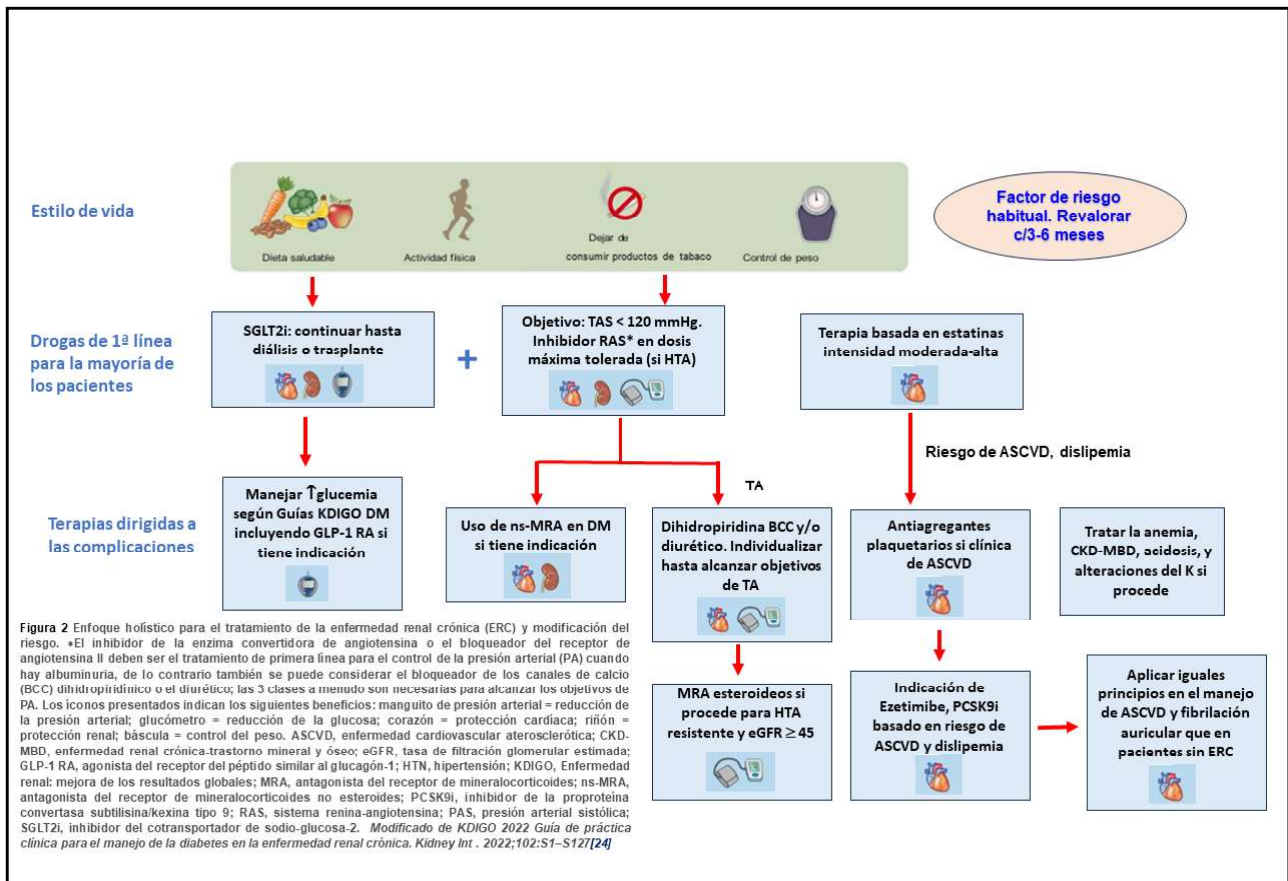 Estilo de vida
Dieta saludable
Actividad física
Dejar de
consumir productos de tabaco
Control de peso
Factor de riesgo
habitual. Revalorar
c/3-6 meses
Drogas de 1ª línea
para la mayoría de
los pacientes
SGLT2i: continuar hasta
diálisis o trasplante
+
Objetivo: TAS < 120 mmHg.
Inhibidor RAS* en dosis
máxima tolerada (si HTA)
Terapia basada en estatinas
intensidad moderada-alta
Riesgo de ASCVD, dislipemia
TA
Terapias dirigidas a
las complicaciones
Manejar ↑glucemia
según Guías KDIGO DM
incluyendo GLP-1 RA si
tiene indicación
Uso de ns-MRA en DM
si tiene indicación
Dihidropiridina BCC y/o
diurético. Individualizar
hasta alcanzar objetivos
de TA
Antiagregantes
plaquetarios si clínica
de ASCVD
Tratar la anemia,
CKD-MBD, acidosis, y
alteraciones del K si
procede
MRA esteroideos si
procede para HTA
resistente y eGFR ≥ 45
Indicación de
Ezetimibe, PCSK9i
basado en riesgo de
ASCVD y dislipemia
Aplicar iguales
principios en el manejo
de ASCVD y fibrilación
auricular que en
pacientes sin ERC
Figura 2 Enfoque holístico para el tratamiento de la enfermedad renal crónica (ERC) y modificación del
riesgo. *El inhibidor de la enzima convertidora de angiotensina o el bloqueador del receptor de
angiotensina II deben ser el tratamiento de primera línea para el control de la presión arterial (PA) cuando
hay albuminuria, de lo contrario también se puede considerar el bloqueador de los canales de calcio
(BCC) dihidropiridínico o el diurético; las 3 clases a menudo son necesarias para alcanzar los objetivos de
PA. Los iconos presentados indican los siguientes beneficios: manguito de presión arterial = reducción de
la presión arterial; glucómetro = reducción de la glucosa; corazón = protección cardíaca; riñón =
protección renal; báscula = control del peso. ASCVD, enfermedad cardiovascular aterosclerótica; CKD-
MBD, enfermedad renal crónica-trastorno mineral y óseo; eGFR, tasa de filtración glomerular estimada;
GLP-1 RA, agonista del receptor del péptido similar al glucagón-1; HTN, hipertensión; KDIGO, Enfermedad
renal: mejora de los resultados globales; MRA, antagonista del receptor de mineralocorticoides; ns-MRA,
antagonista del receptor de mineralocorticoides no esteroides; PCSK9i, inhibidor de la proproteína
convertasa subtilisina/kexina tipo 9; RAS, sistema renina-angiotensina; PAS, presión arterial sistólica;
SGLT2i, inhibidor del cotransportador de sodio-glucosa-2. Modificado de KDIGO 2022 Guía de práctica
clínica para el manejo de la diabetes en la enfermedad renal crónica. Kidney Int . 2022;102:S1–S127[24]